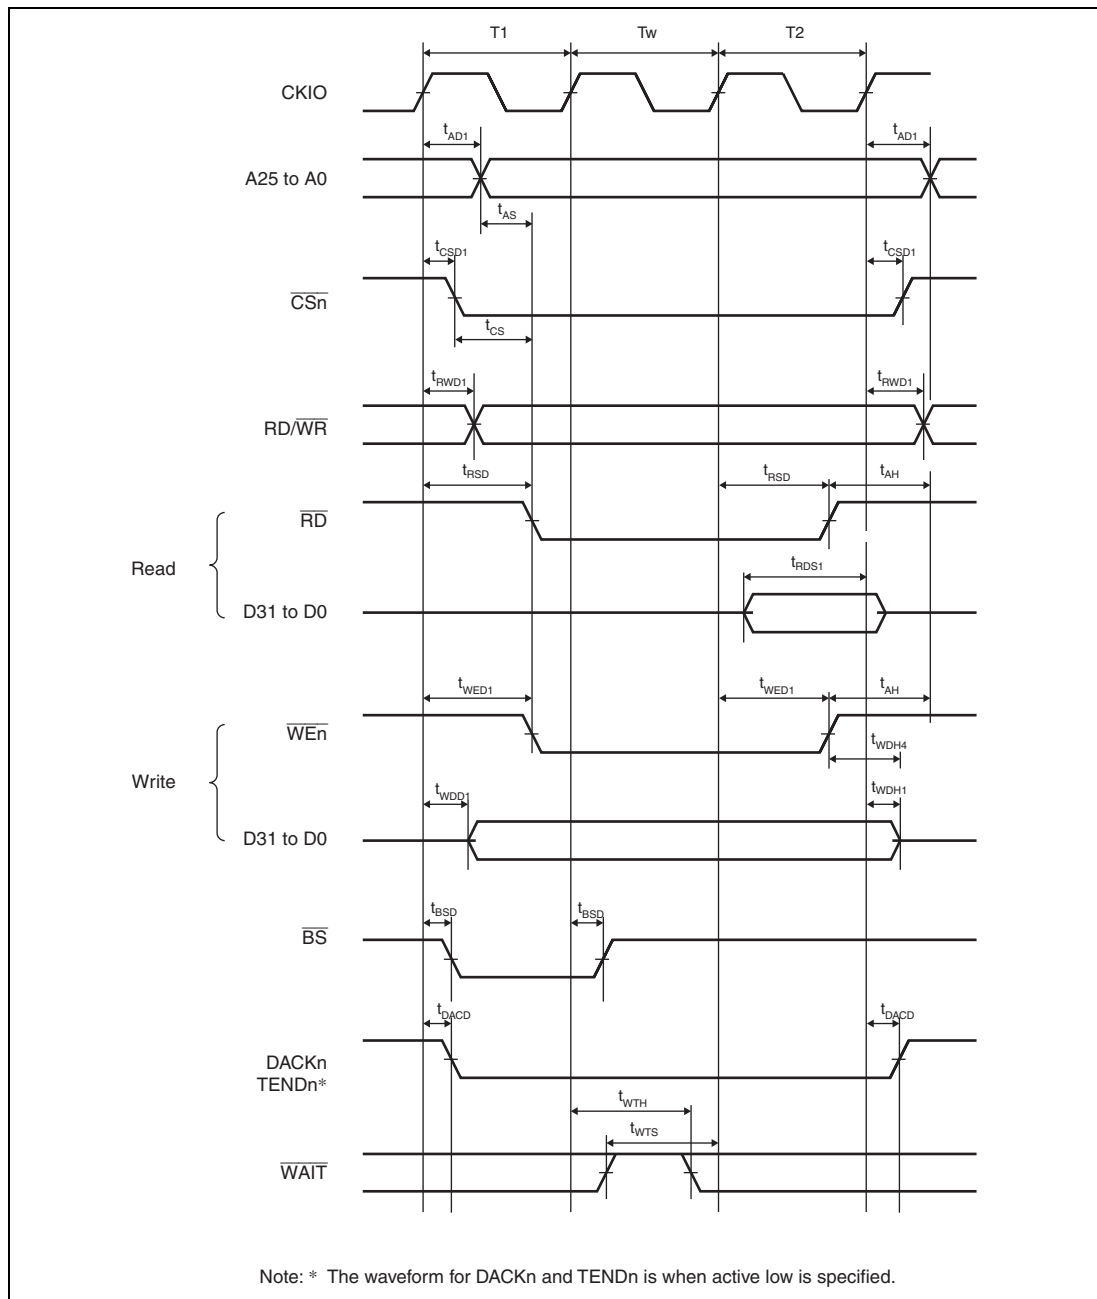 T1 Tw T2
CKIO
tAD1 tAD1
A25 to A0
tAS
tCSD1 tCSD1
CSn
tCS
tRWD1 tRWD1
RD/WR
tRSD tRSD tAH
RD
Read
tRDS1
D31 to D0
tWED1 tWED1 tAH
WEn
tWDH4
Write
tWDD1 tWDH1
D31 to D0
tBSD tBSD
BS
tDACD tDACD
DACKn
TENDn*
tWTH
tWTS
WAIT
Note: * The waveform for DACKn and TENDn is when active low is specified.